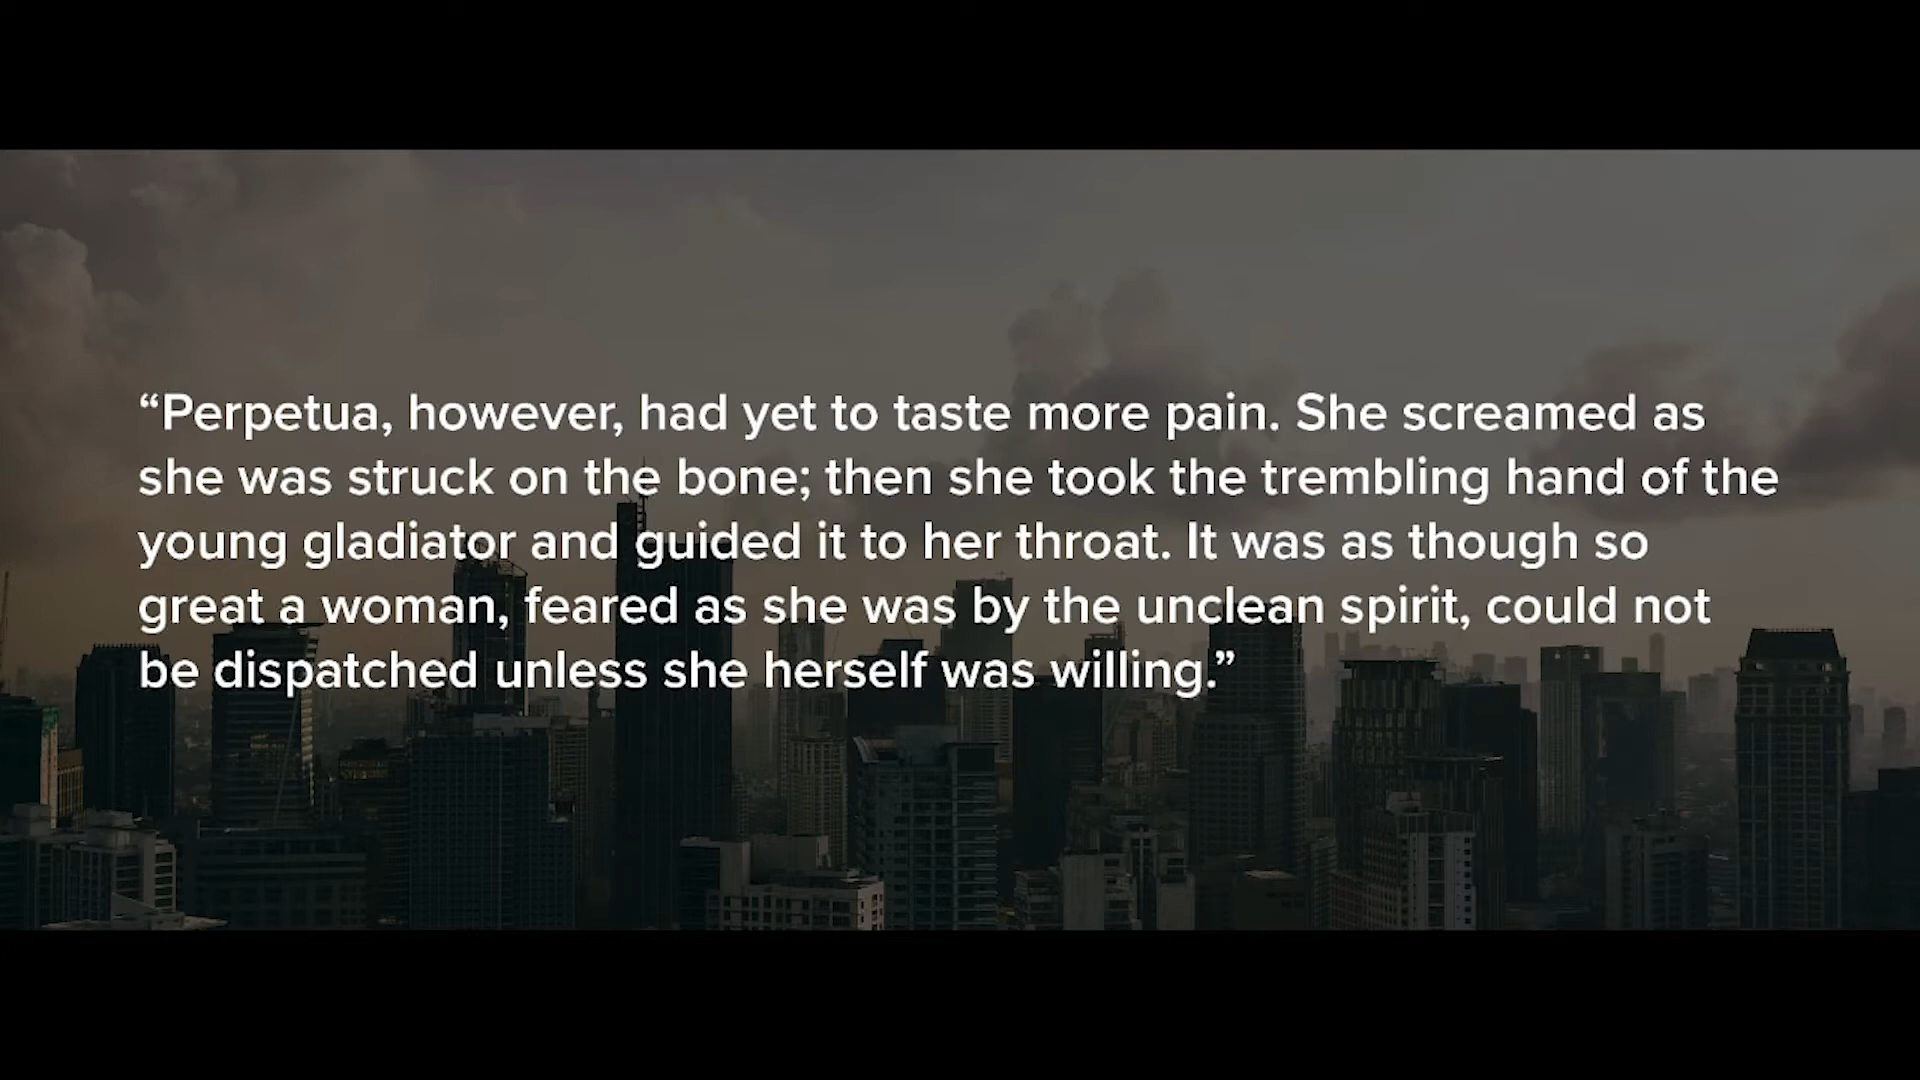 “Perpetua, however, had yet to taste more pain. She screamed as
she was struck on the bone; then she took the trembling hand of the
young gladiator and guided it to her throat. It was as though so
great a woman, feared as she was by the unclean spirit, could not
be dispatched unless she herself was willing.”